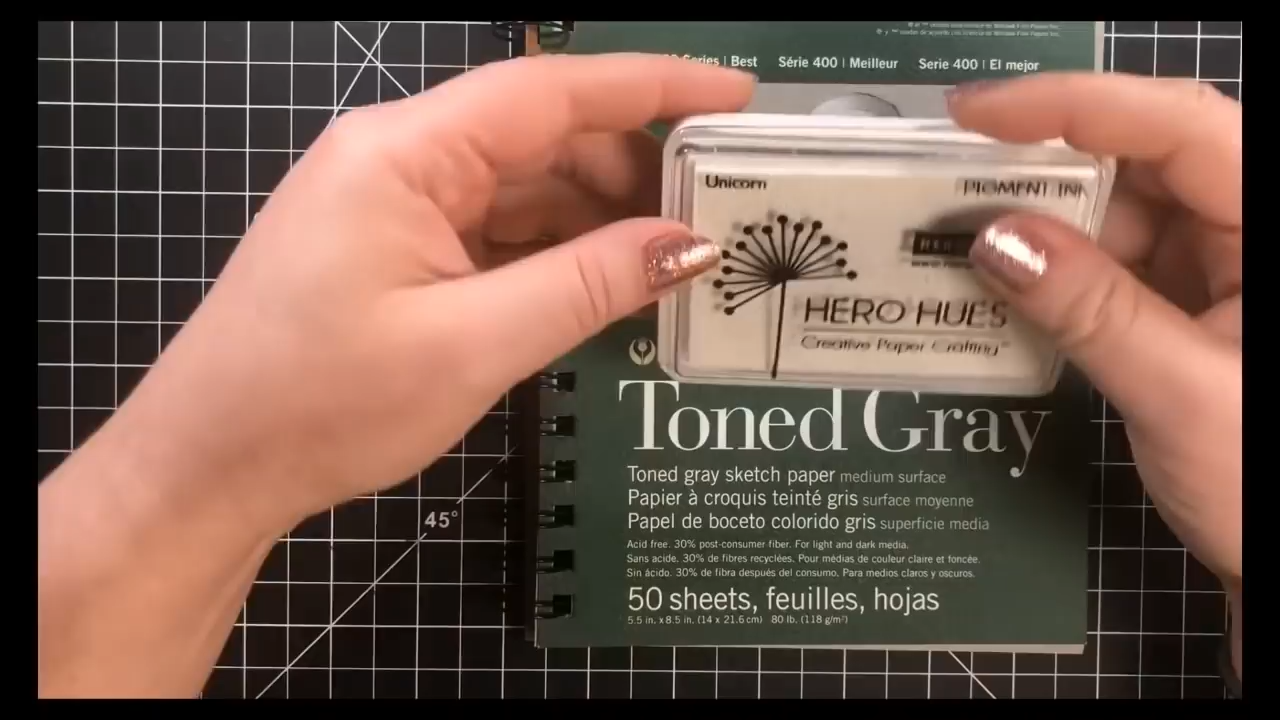 Series | Best Série 400 | Meilleur Serie 400 | El mejor
Unicorn PIGMENT INK
HERO HUES
Creative Paper Crafting™
Toned Gray
Toned gray sketch paper medium surface
Papier à croquis teinté gris surface moyenne
Papel de boceto colorido gris superficie media
Acid free. 30% post-consumer fiber. For light and dark media.
Sans acide. 30% de fibres recyclées. Pour médias de couleur claire et foncée.
Sin ácido. 30% de fibra después del consumo. Para medios claros y oscuros.
50 sheets, feuilles, hojas
5.5 in. x 8.5 in. (14 x 21.6 cm) 80 lb. (118 g/m²)
45°